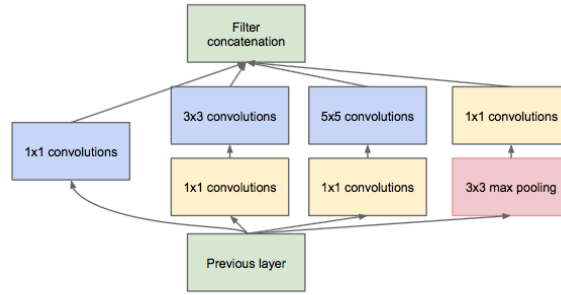 Filter
concatenation
3x3 convolutions
5x5 convolutions
1x1 convolutions
1x1 convolutions
1x1 convolutions
1x1 convolutions
3x3 max pooling
Previous layer